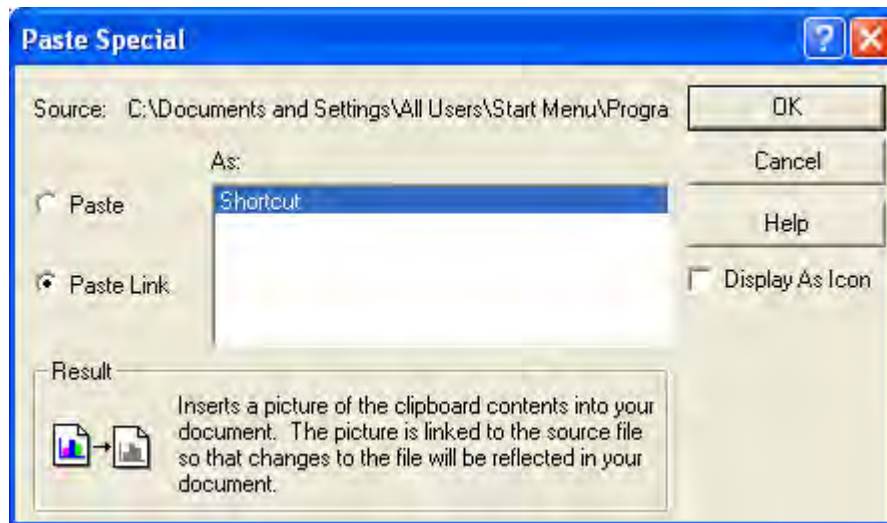 Paste Special
Source: C:\Documents and Settings\All Users\Start Menu\Progra
OK
As:
Cancel
Shortcut
Paste
Help
Paste Link
Display As Icon
Result
Inserts a picture of the clipboard contents into your
document. The picture is linked to the source file
so that changes to the file will be reflected in your
document.